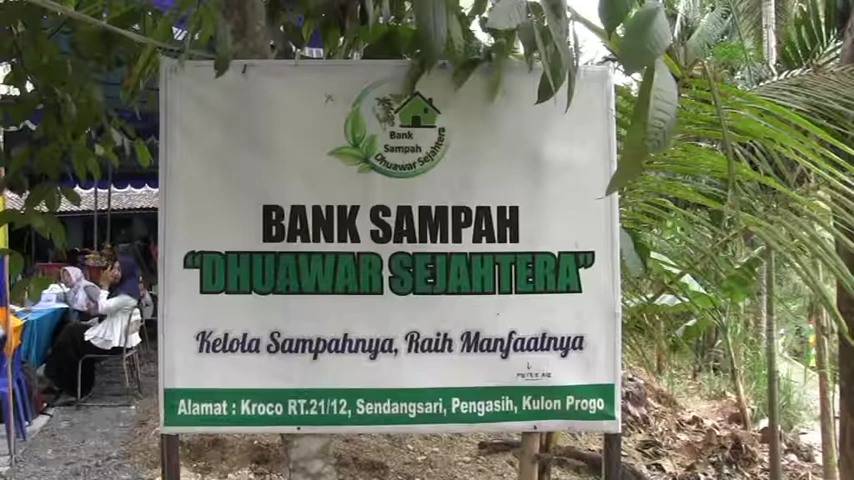 Bank
Sampah
Dhuawar Sejahtera
BANK SAMPAH
"DHUAWAR SEJAHTERA"
Kelola Sampahnya, Raih Manfaatnya
Alamat : Kroco RT.21/12, Sendangsari, Pengasih, Kulon Progo